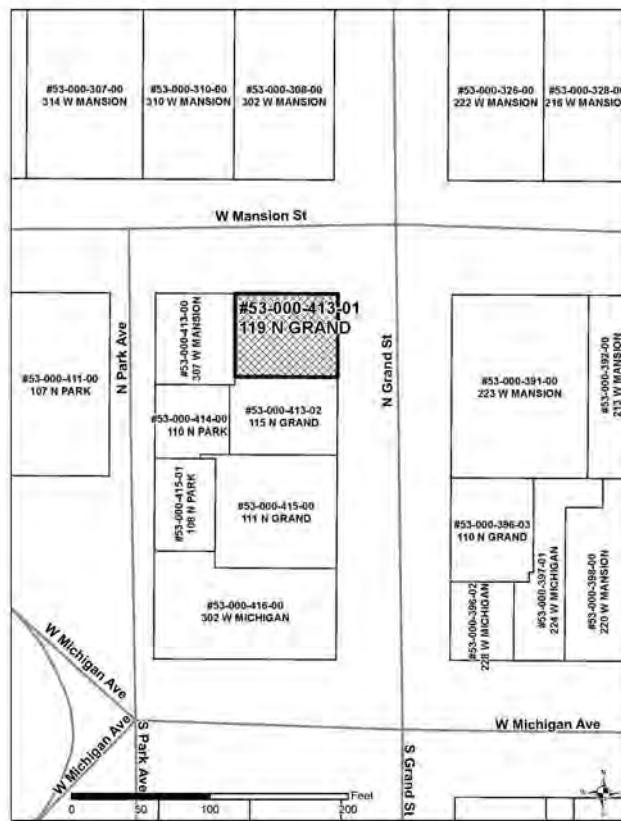 #53-000-307-00
314 W MANSION
#53-000-310-00
310 W MANSION
#53-000-308-00
302 W MANSION
#53-000-326-00
222 W MANSION
#53-000-328-00
216 W MANSION
W Mansion St
N Park Ave
#53-000-411-00
107 N PARK
#53-000-413-00
307 W MANSION
#53-000-413-01
119 N GRAND
N Grand St
#53-000-391-00
223 W MANSION
#53-000-392-00
213 W MANSION
#53-000-414-00
110 N PARK
#53-000-413-02
115 N GRAND
#53-000-415-01
108 N PARK
#53-000-415-00
111 N GRAND
#53-000-396-03
110 N GRAND
#53-000-397-01
224 W MICHIGAN
#53-000-398-00
220 W MANSION
#53-000-396-02
228 W MICHIGAN
#53-000-416-00
302 W MICHIGAN
W Michigan Ave
W Michigan Ave
S Park Ave
W Michigan Ave
S Grand St
Feet
0 50 100 200